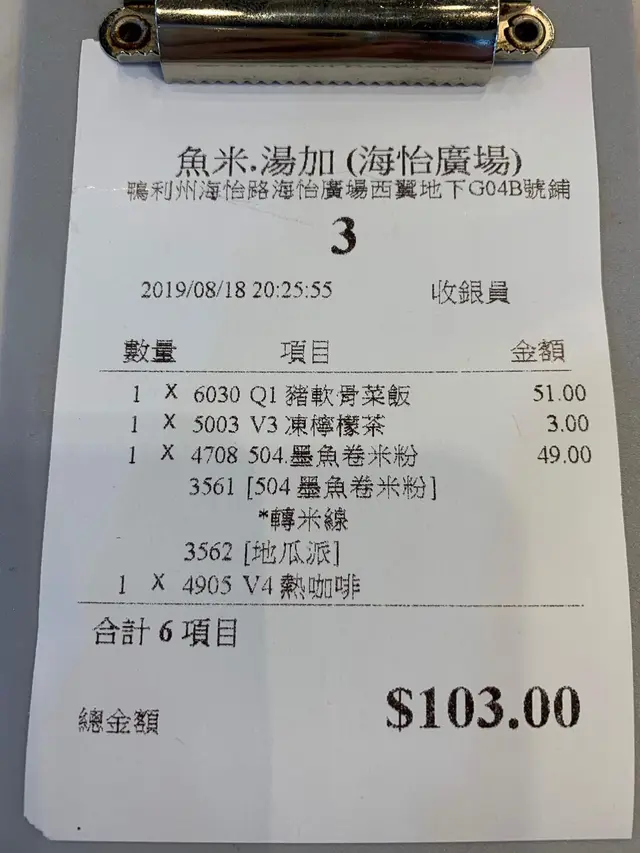 魚米.湯加 (海怡廣場)
鴨利州海怡路海怡廣場西翼地下G04B號鋪
3
2019/08/18 20:25:55 收銀員
數量 項目 金額
1 X 6030 Q1 豬軟骨菜飯 51.00
1 X 5003 V3 凍檸檬茶 3.00
1 X 4708 504.墨魚卷米粉 49.00
3561 [504 墨魚卷米粉]
*轉米線
3562 [地瓜派]
1 X 4905 V4 熱咖啡
合計 6 項目
總金額 $103.00